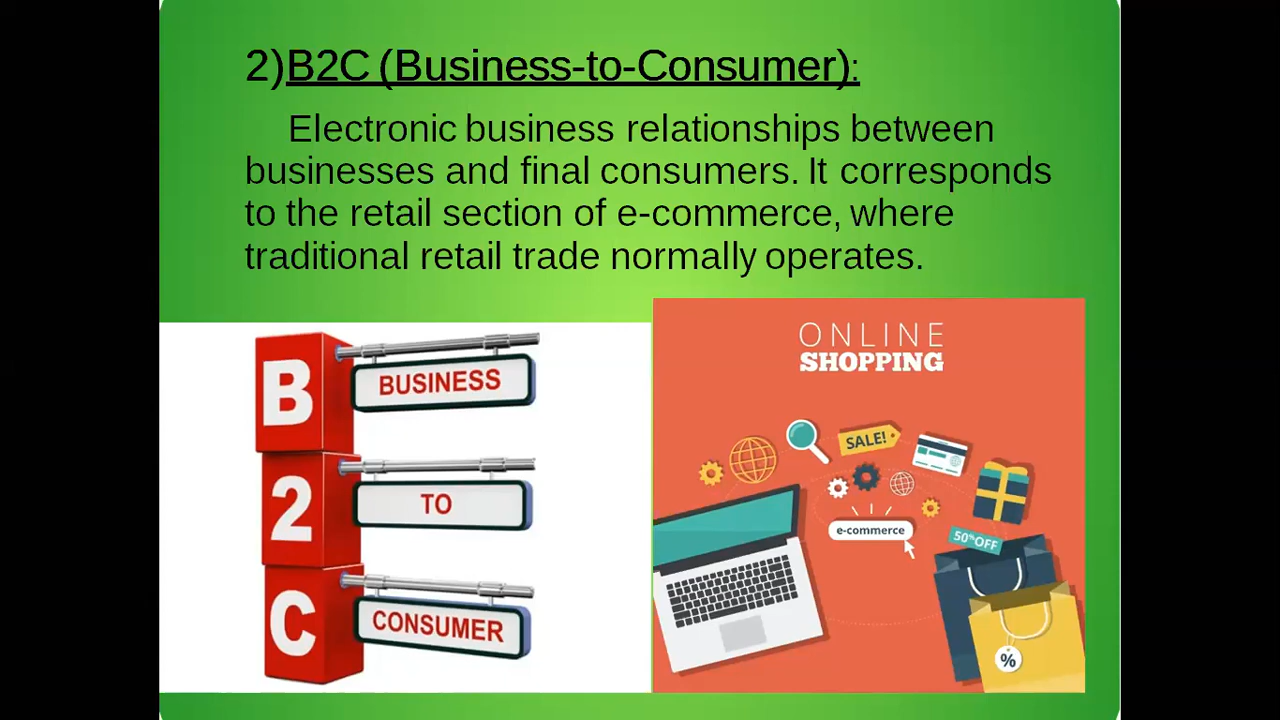 2)B2C (Business-to-Consumer):
Electronic business relationships between
businesses and final consumers. It corresponds
to the retail section of e-commerce, where
traditional retail trade normally operates.
B
BUSINESS
2
TO
C
CONSUMER
ONLINE
SHOPPING
SALE!
e-commerce
50%OFF
%